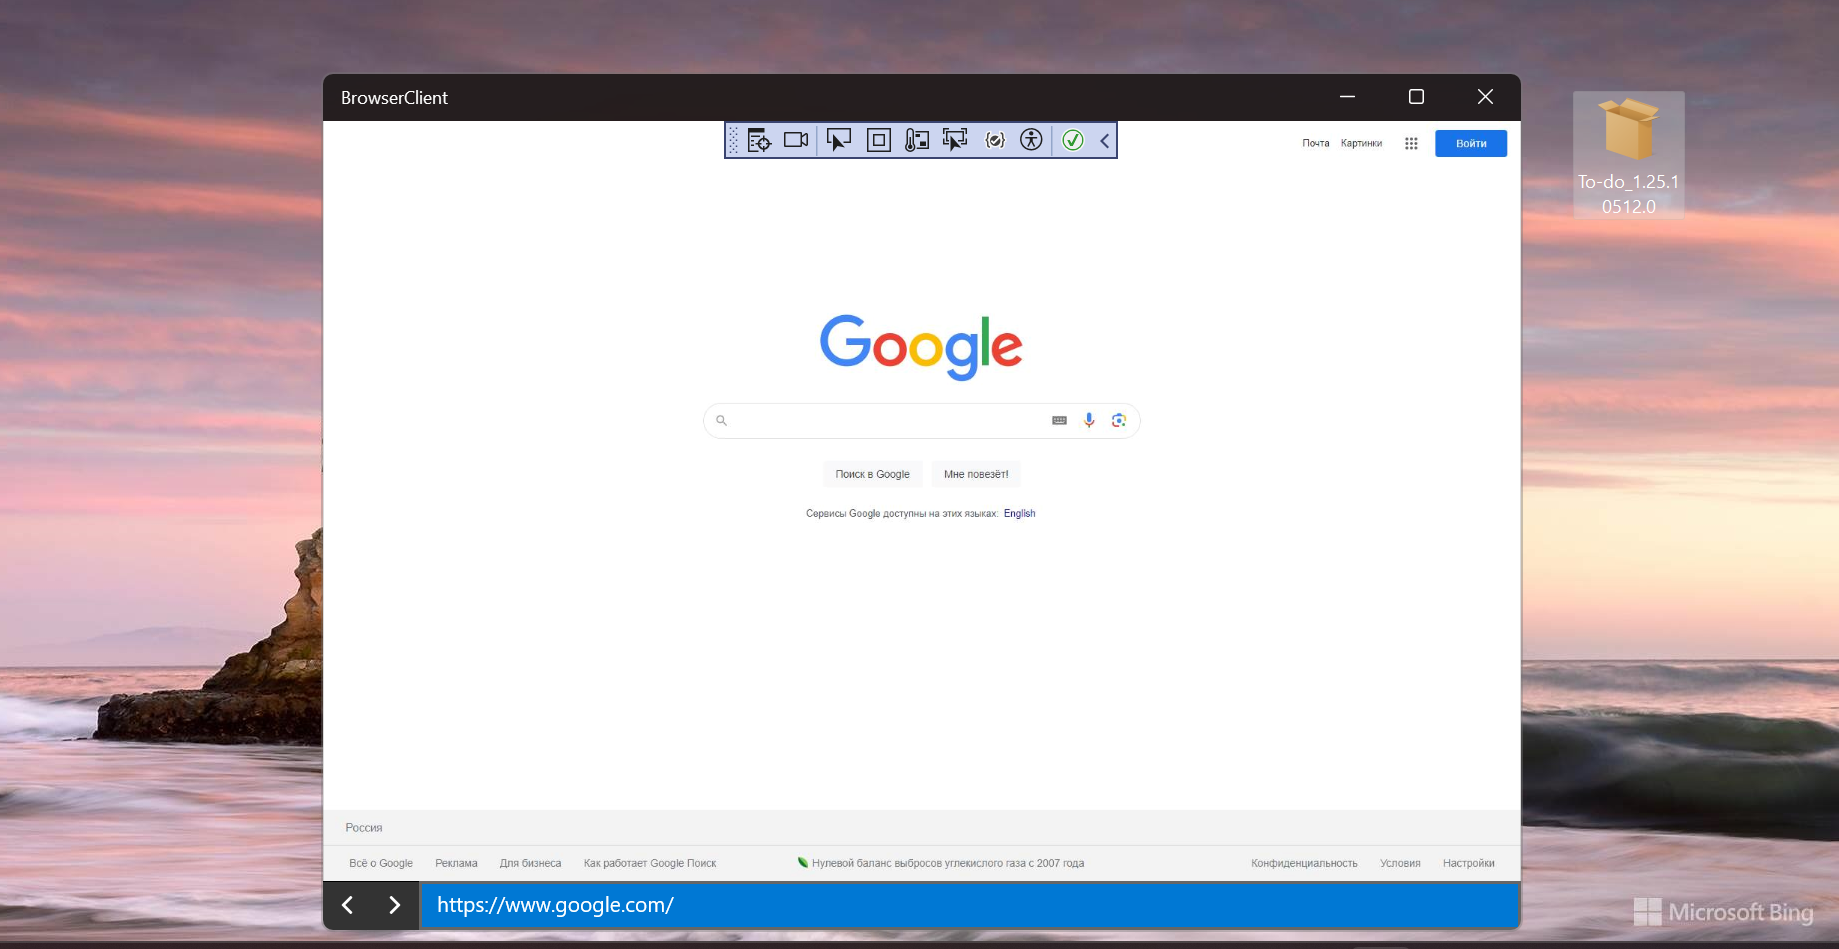 BrowserClient
Почта Картинки Войти
To-do_1.25.1
0512.0
Google
Поиск в Google Мне повезёт!
Сервисы Google доступны на этих языках: English
Россия
Всё о Google Реклама Для бизнеса Как работает Google Поиск Нулевой баланс выбросов углекислого газа с 2007 года Конфиденциальность Условия Настройки
https://www.google.com/
Microsoft Bing